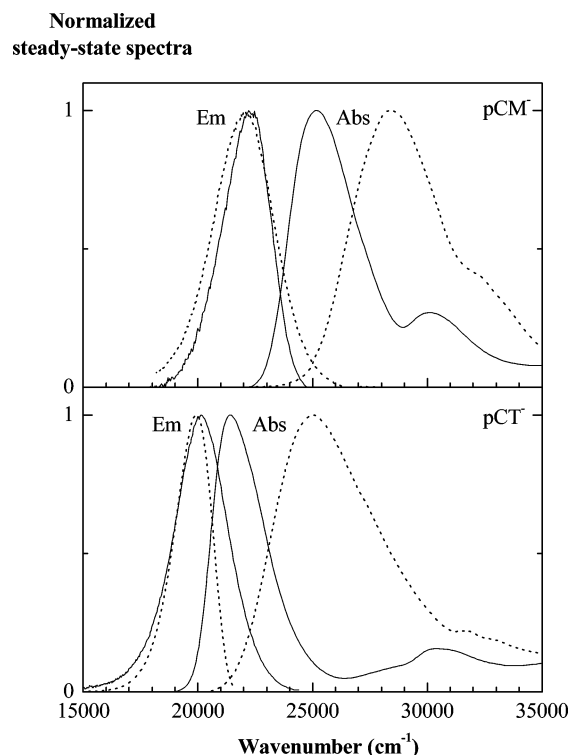 Normalized
steady-state spectra
1
Em
Abs
pCM⁻
0
1
Em
Abs
pCT⁻
0
15000 20000 25000 30000 35000
Wavenumber (cm⁻¹)